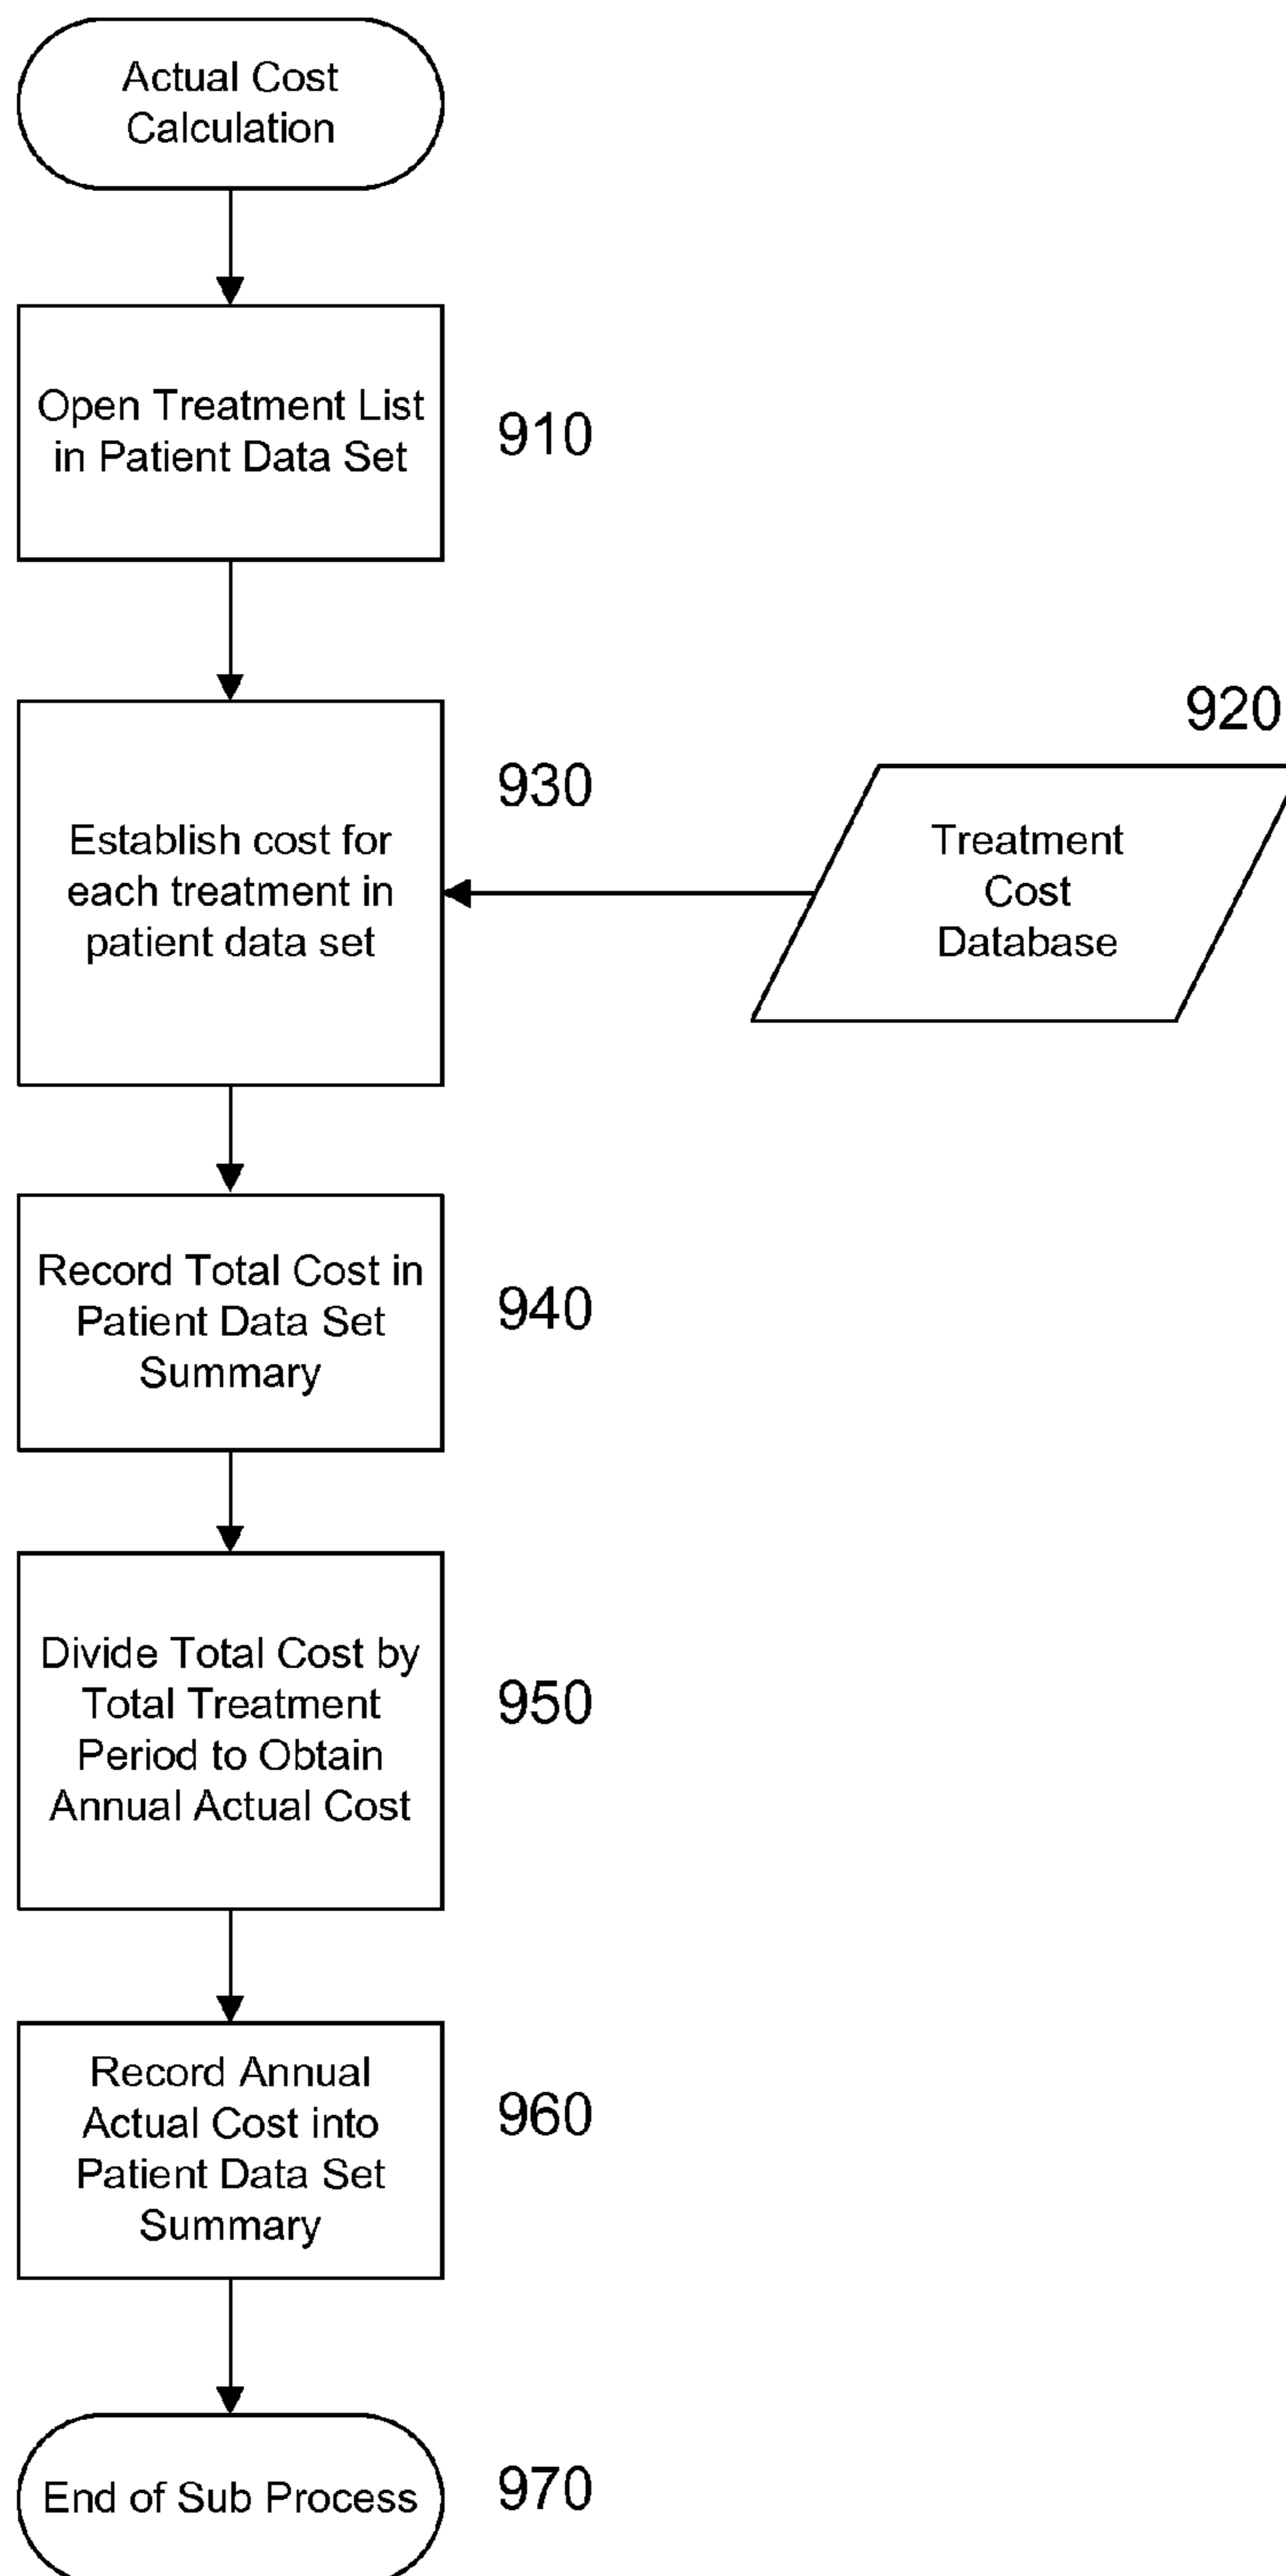 Actual Cost
Calculation
Open Treatment List
in Patient Data Set
910
920
930
Establish cost for
each treatment in
patient data set
Treatment
Cost
Database
Record Total Cost in
Patient Data Set
Summary
940
Divide Total Cost by
Total Treatment
Period to Obtain
Annual Actual Cost
950
Record Annual
Actual Cost into
Patient Data Set
Summary
960
End of Sub Process
970